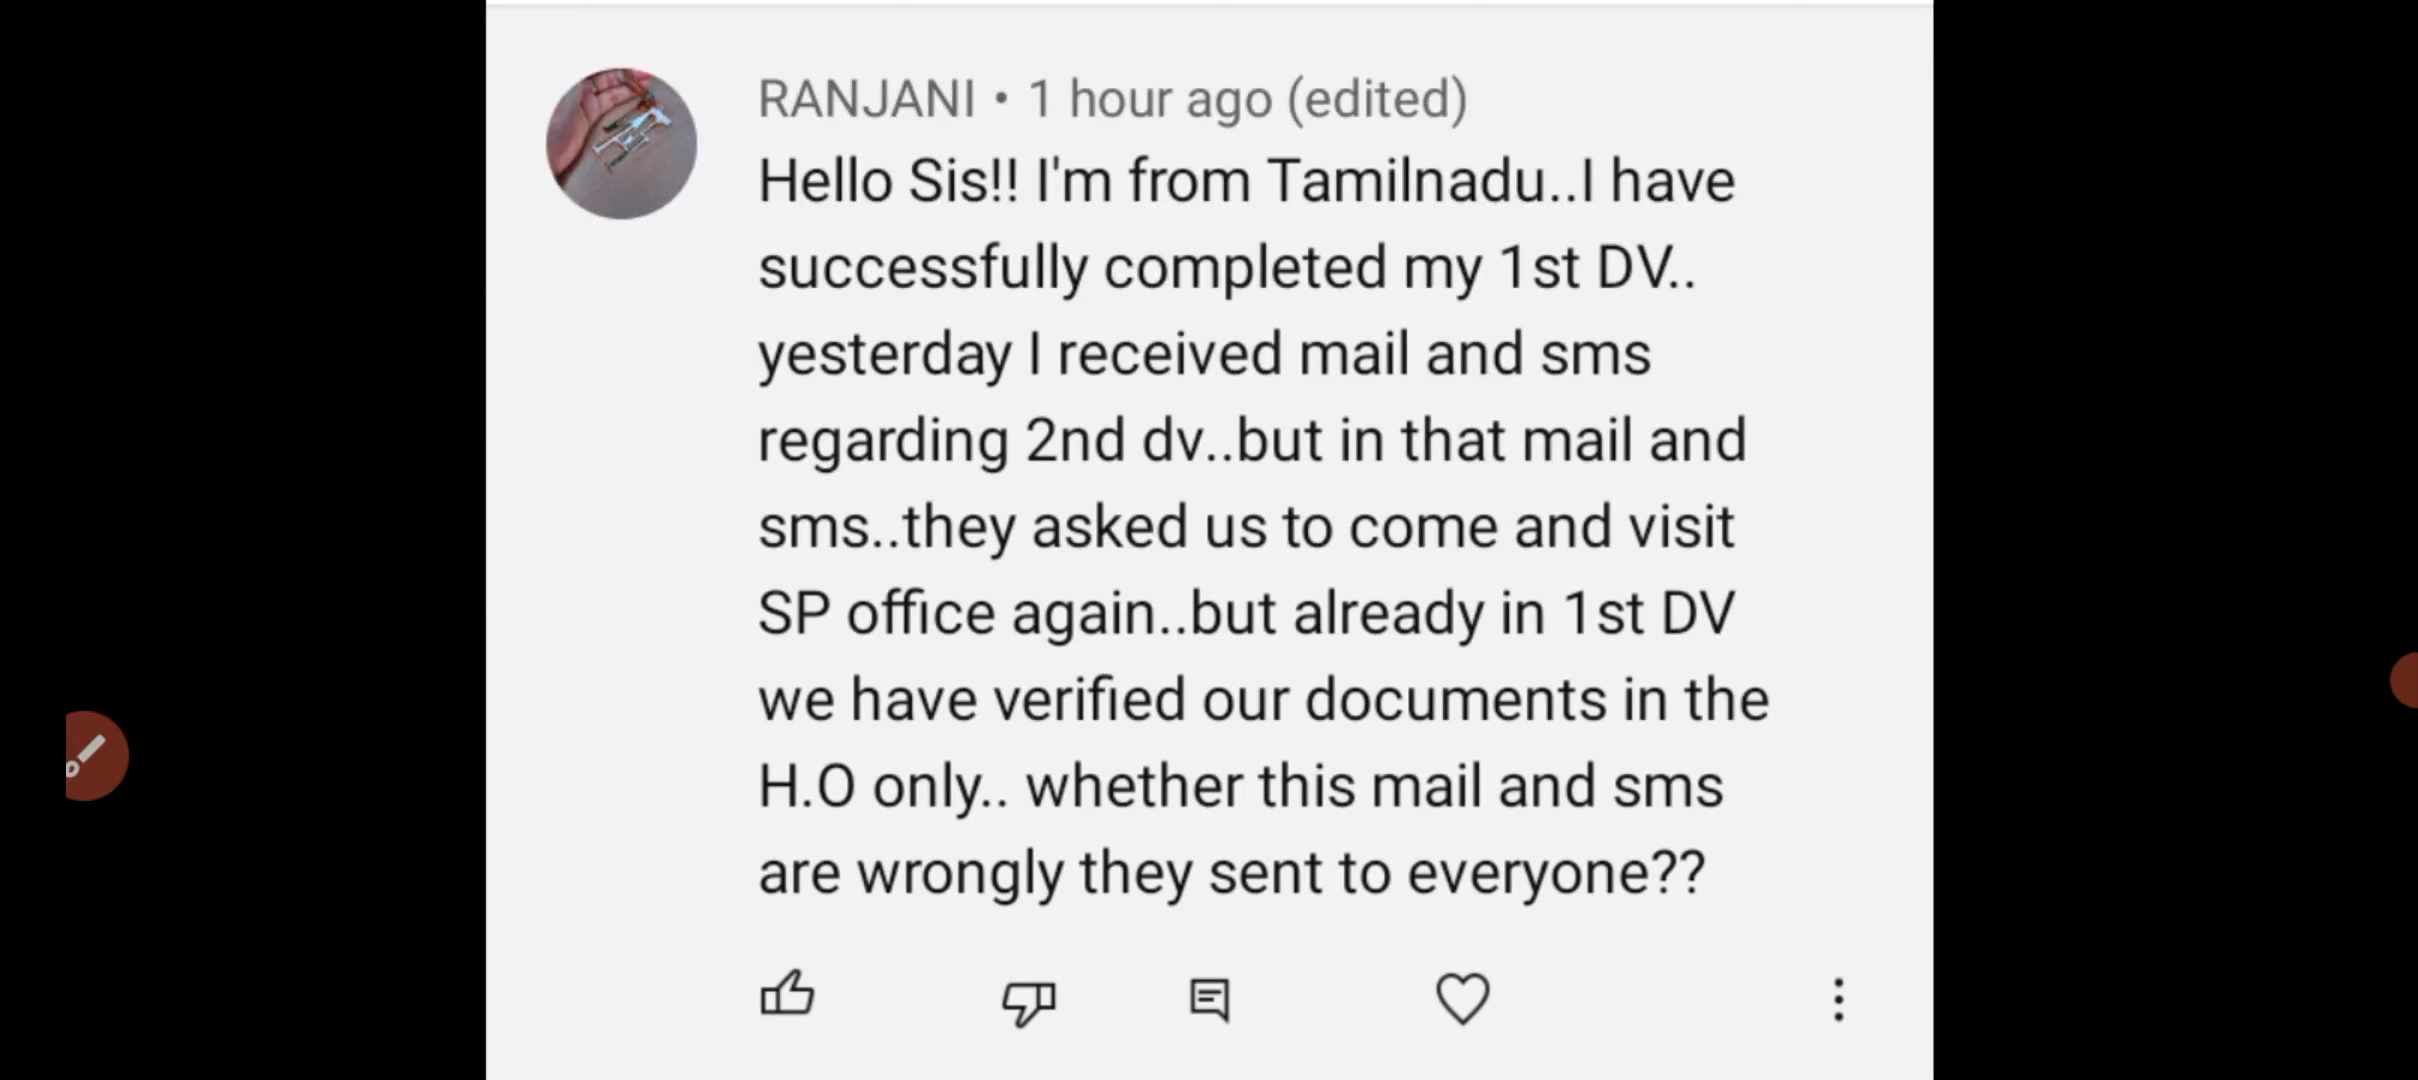 RANJANI • 1 hour ago (edited)
Hello Sis!! I'm from Tamilnadu..I have
successfully completed my 1st DV..
yesterday I received mail and sms
regarding 2nd dv..but in that mail and
sms..they asked us to come and visit
SP office again..but already in 1st DV
we have verified our documents in the
H.O only.. whether this mail and sms
are wrongly they sent to everyone??